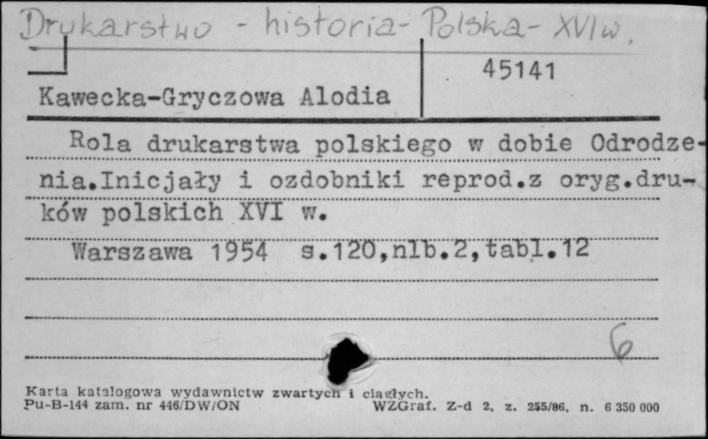 Drukarstwo - historia - Polska - XVI w.
45141
Kawecka-Gryczowa Alodia
Rola drukarstwa polskiego w dobie Odrodze-
nia.Inicjały i ozdobniki reprod.z oryg.dru-
ków polskich XVI w.
Warszawa 1954 s.120,nlb.2,tabl.12
6
Karta katalogowa wydawnictw zwartych i ciągłych.
Pu-B-144 zam. nr 446/DW/ON WZGraf. Z-d 2, z. 255/86, n. 6 350 000